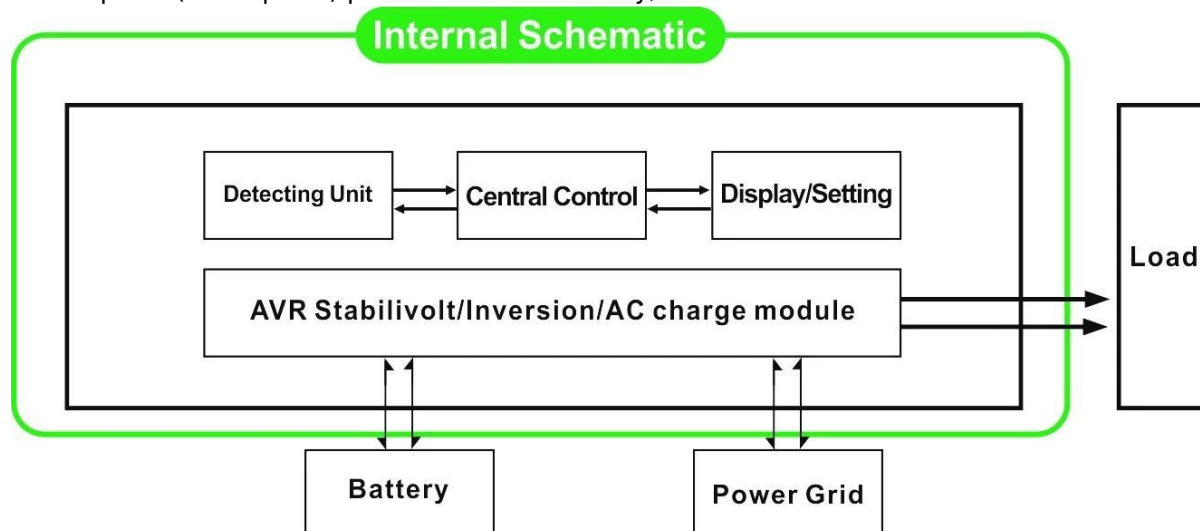 Internal Schematic
Detecting Unit
Central Control
Display/Setting
Load
AVR Stabilivolt/Inversion/AC charge module
Battery
Power Grid